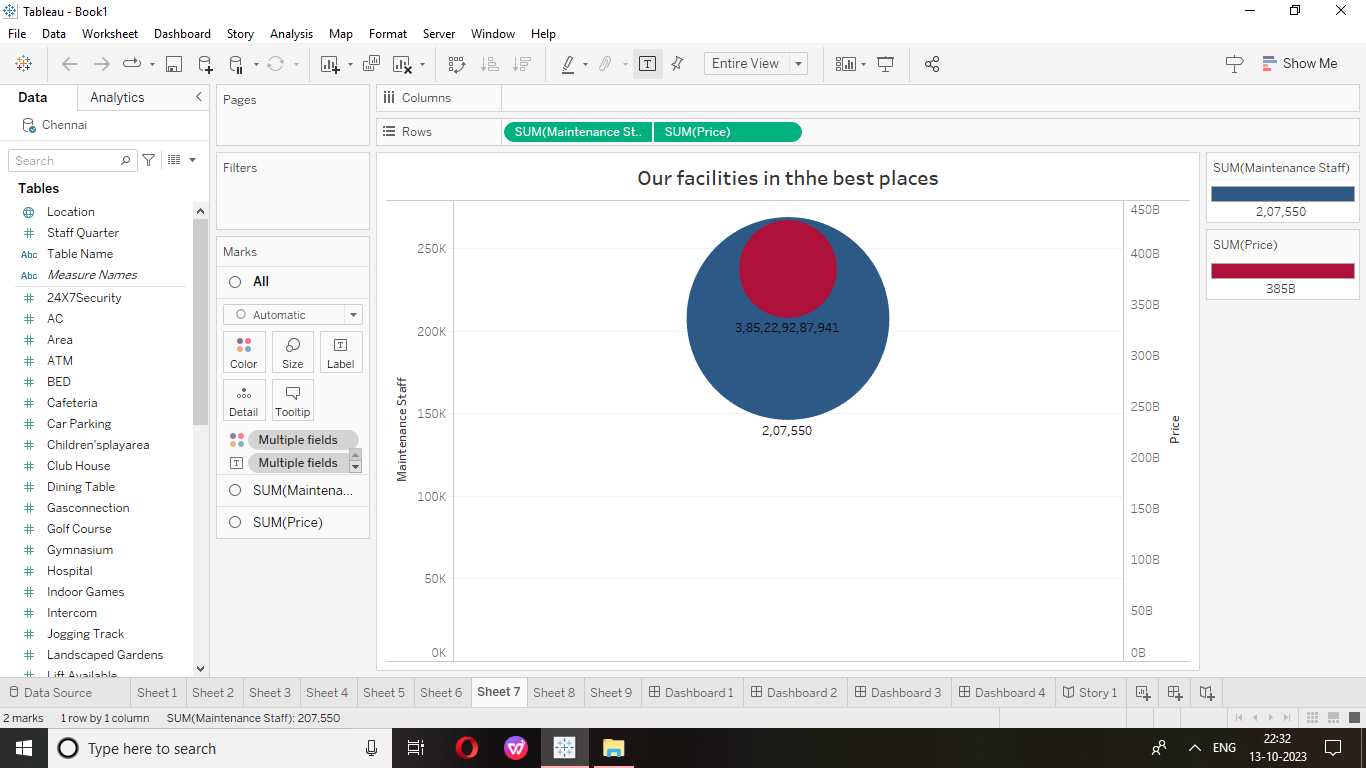 Tableau - Book1
File Data Worksheet Dashboard Story Analysis Map Format Server Window Help
Entire View
Show Me
Data Analytics
Chennai
Search
Tables
Location
Staff Quarter
Abc Table Name
Abc Measure Names
24X7Security
AC
Area
ATM
BED
Cafeteria
Car Parking
Children'splayarea
Club House
Dining Table
Gasconnection
Golf Course
Gymnasium
Hospital
Indoor Games
Intercom
Jogging Track
Landscaped Gardens
Lift Available
Pages
Filters
Marks
All
Automatic
Color Size Label
Detail Tooltip
Multiple fields
Multiple fields
SUM(Maintena...
SUM(Price)
Columns
Rows SUM(Maintenance St.. SUM(Price)
Our facilities in thhe best places
Maintenance Staff
250K
200K
150K
100K
50K
0K
3,85,22,92,87,941
2,07,550
450B
400B
350B
300B
250B
200B
150B
100B
50B
0B
Price
SUM(Maintenance Staff)
2,07,550
SUM(Price)
385B
Data Source Sheet 1 Sheet 2 Sheet 3 Sheet 4 Sheet 5 Sheet 6 Sheet 7 Sheet 8 Sheet 9 Dashboard 1 Dashboard 2 Dashboard 3 Dashboard 4 Story 1
2 marks 1 row by 1 column SUM(Maintenance Staff): 207,550
Type here to search
ENG
22:32
13-10-2023